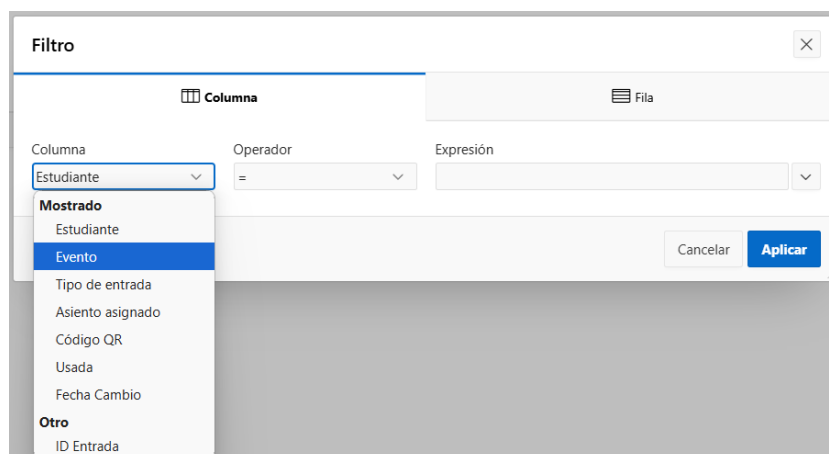 Filtro
Columna
Fila
Columna Operador Expresión
Estudiante =
Mostrado
Estudiante
Evento
Cancelar Aplicar
Tipo de entrada
Asiento asignado
Código QR
Usada
Fecha Cambio
Otro
ID Entrada